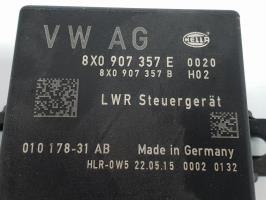 VW AG HELLA
8X0 907 357 E 0020
8X0 907 357 B H02
LWR Steuergerät
010 178-31 AB Made in Germany
HLR-0W5 22.05.15 0002 0132